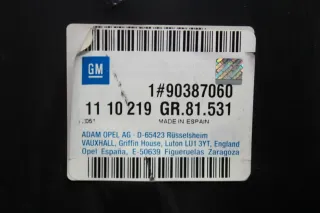 GM
1#90387060
11 10 219 GR.81.531
MADE IN ESPAIN
ADAM OPEL AG - D-65423 Rüsselsheim
VAUXHALL, Griffin House, Luton LU1 3YT, England
Opel España, E-50639 Figueruelas Zaragoza